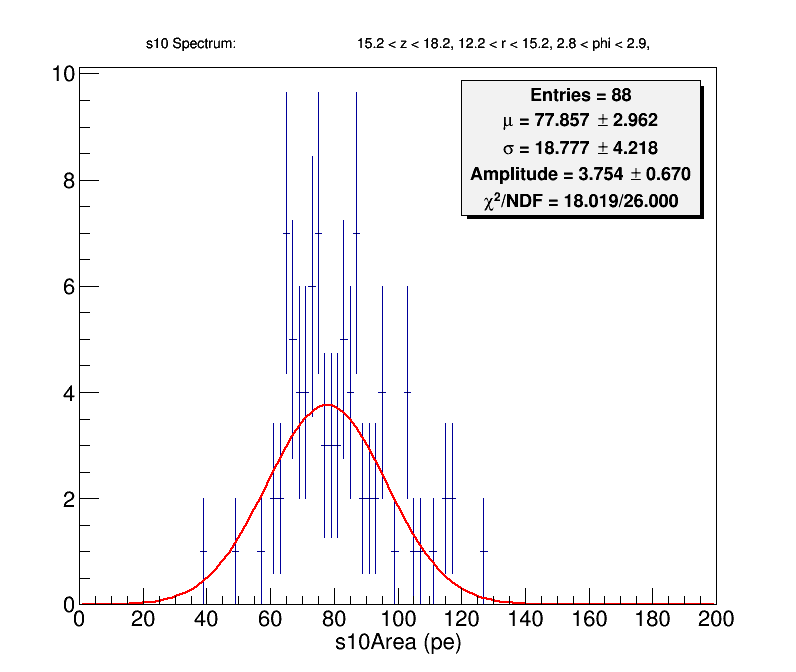 s10 Spectrum: 15.2 < z < 18.2, 12.2 < r < 15.2, 2.8 < phi < 2.9,
Entries = 88
μ = 77.857 ± 2.962
σ = 18.777 ± 4.218
Amplitude = 3.754 ± 0.670
χ²/NDF = 18.019/26.000
10
8
6
4
2
0
0 20 40 60 80 100 120 140 160 180 200
s10Area (pe)